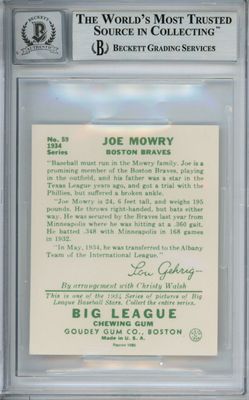 THE WORLD'S MOST TRUSTED
SOURCE IN COLLECTING™
BECKETT GRADING SERVICES
No. 59
1934
Series
JOE MOWRY
BOSTON BRAVES
"Baseball must run in the Mowry family. Joe is a
promising member of the Boston Braves, playing
in the outfield, and his father was a star in the
Texas League years ago, and got a trial with the
Phillies, but suffered a broken ankle.
"Joe Mowry is 24, 6 feet tall, and weighs 195
pounds. He throws right-handed, but bats either
way. He was secured by the Braves last year from
Minneapolis where he was hitting at a .360 gait.
He batted .348 with Minneapolis in 168 games
in 1932.
"In May, 1934, he was transferred to the Albany
Team of the International League."
Lou Gehrig
By arrangement with Christy Walsh
This is one of the 1934 Series of pictures of Big
League Baseball Stars. Collect the entire series.
BIG LEAGUE
CHEWING GUM
GOUDEY GUM CO., BOSTON
Made in U. S. A.
Reprint 1985